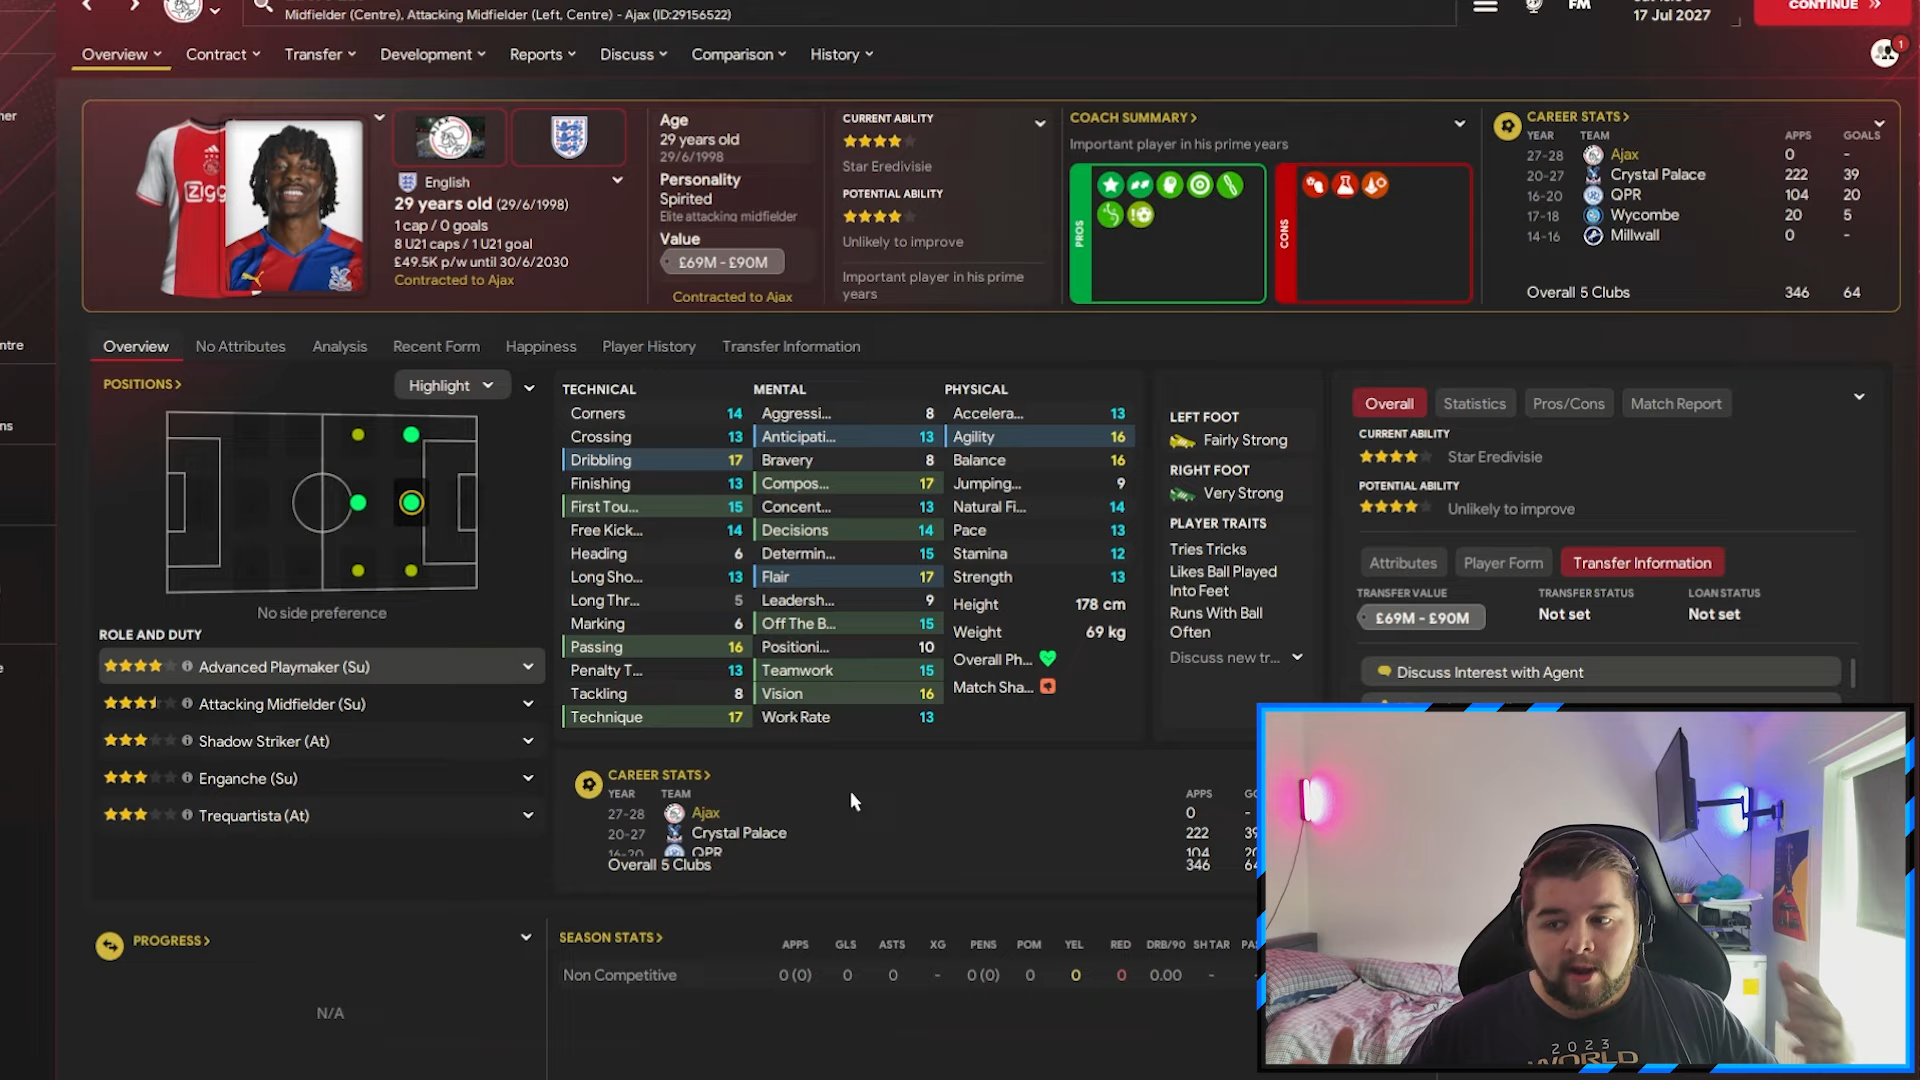 Midfielder (Centre), Attacking Midfielder (Left, Centre) - Ajax (ID:29156522)
FM
17 Jul 2027
CONTINUE
Overview Contract Transfer Development Reports Discuss Comparison History
1
ner
ntre
ns
Zigg
English
29 years old (29/6/1998)
1 cap / 0 goals
8 U21 caps / 1 U21 goal
£49.5K p/w until 30/6/2030
Contracted to Ajax
Age
29 years old
29/6/1998
Personality
Spirited
Elite attacking midfielder
Value
£69M - £90M
Contracted to Ajax
CURRENT ABILITY
Star Eredivisie
POTENTIAL ABILITY
Unlikely to improve
Important player in his prime
years
COACH SUMMARY >
Important player in his prime years
PROS
CONS
CAREER STATS >
YEAR TEAM APPS GOALS
27-28 Ajax 0 -
20-27 Crystal Palace 222 39
16-20 QPR 104 20
17-18 Wycombe 20 5
14-16 Millwall 0 -
Overall 5 Clubs 346 64
Overview No Attributes Analysis Recent Form Happiness Player History Transfer Information
POSITIONS >
Highlight
No side preference
ROLE AND DUTY
Advanced Playmaker (Su)
Attacking Midfielder (Su)
Shadow Striker (At)
Enganche (Su)
Trequartista (At)
TECHNICAL
Corners 14
Crossing 13
Dribbling 17
Finishing 13
First Tou... 15
Free Kick... 14
Heading 6
Long Sho... 13
Long Thr... 5
Marking 6
Passing 16
Penalty T... 13
Tackling 8
Technique 17
MENTAL
Aggressi... 8
Anticipati... 13
Bravery 8
Compos... 17
Concent... 13
Decisions 14
Determin... 15
Flair 17
Leadersh... 9
Off The B... 15
Positioni... 10
Teamwork 15
Vision 16
Work Rate 13
PHYSICAL
Accelera... 13
Agility 16
Balance 16
Jumping... 9
Natural Fi... 14
Pace 13
Stamina 12
Strength 13
Height 178 cm
Weight 69 kg
Overall Ph...
Match Sha...
LEFT FOOT
Fairly Strong
RIGHT FOOT
Very Strong
PLAYER TRAITS
Tries Tricks
Likes Ball Played
Into Feet
Runs With Ball
Often
Discuss new tr...
Overall Statistics Pros/Cons Match Report
CURRENT ABILITY
Star Eredivisie
POTENTIAL ABILITY
Unlikely to improve
Attributes Player Form Transfer Information
TRANSFER VALUE TRANSFER STATUS LOAN STATUS
£69M - £90M Not set Not set
Discuss Interest with Agent
CAREER STATS >
YEAR TEAM APPS GO
27-28 Ajax 0 -
20-27 Crystal Palace 222 39
16-20 QPR 104 20
Overall 5 Clubs 346 64
PROGRESS >
N/A
SEASON STATS > APPS GLS ASTS XG PENS POM YEL RED DRB/90 SH TAR PAS
Non Competitive 0 (0) 0 0 - 0 (0) 0 0 0 0.00 -
2023
WORLD